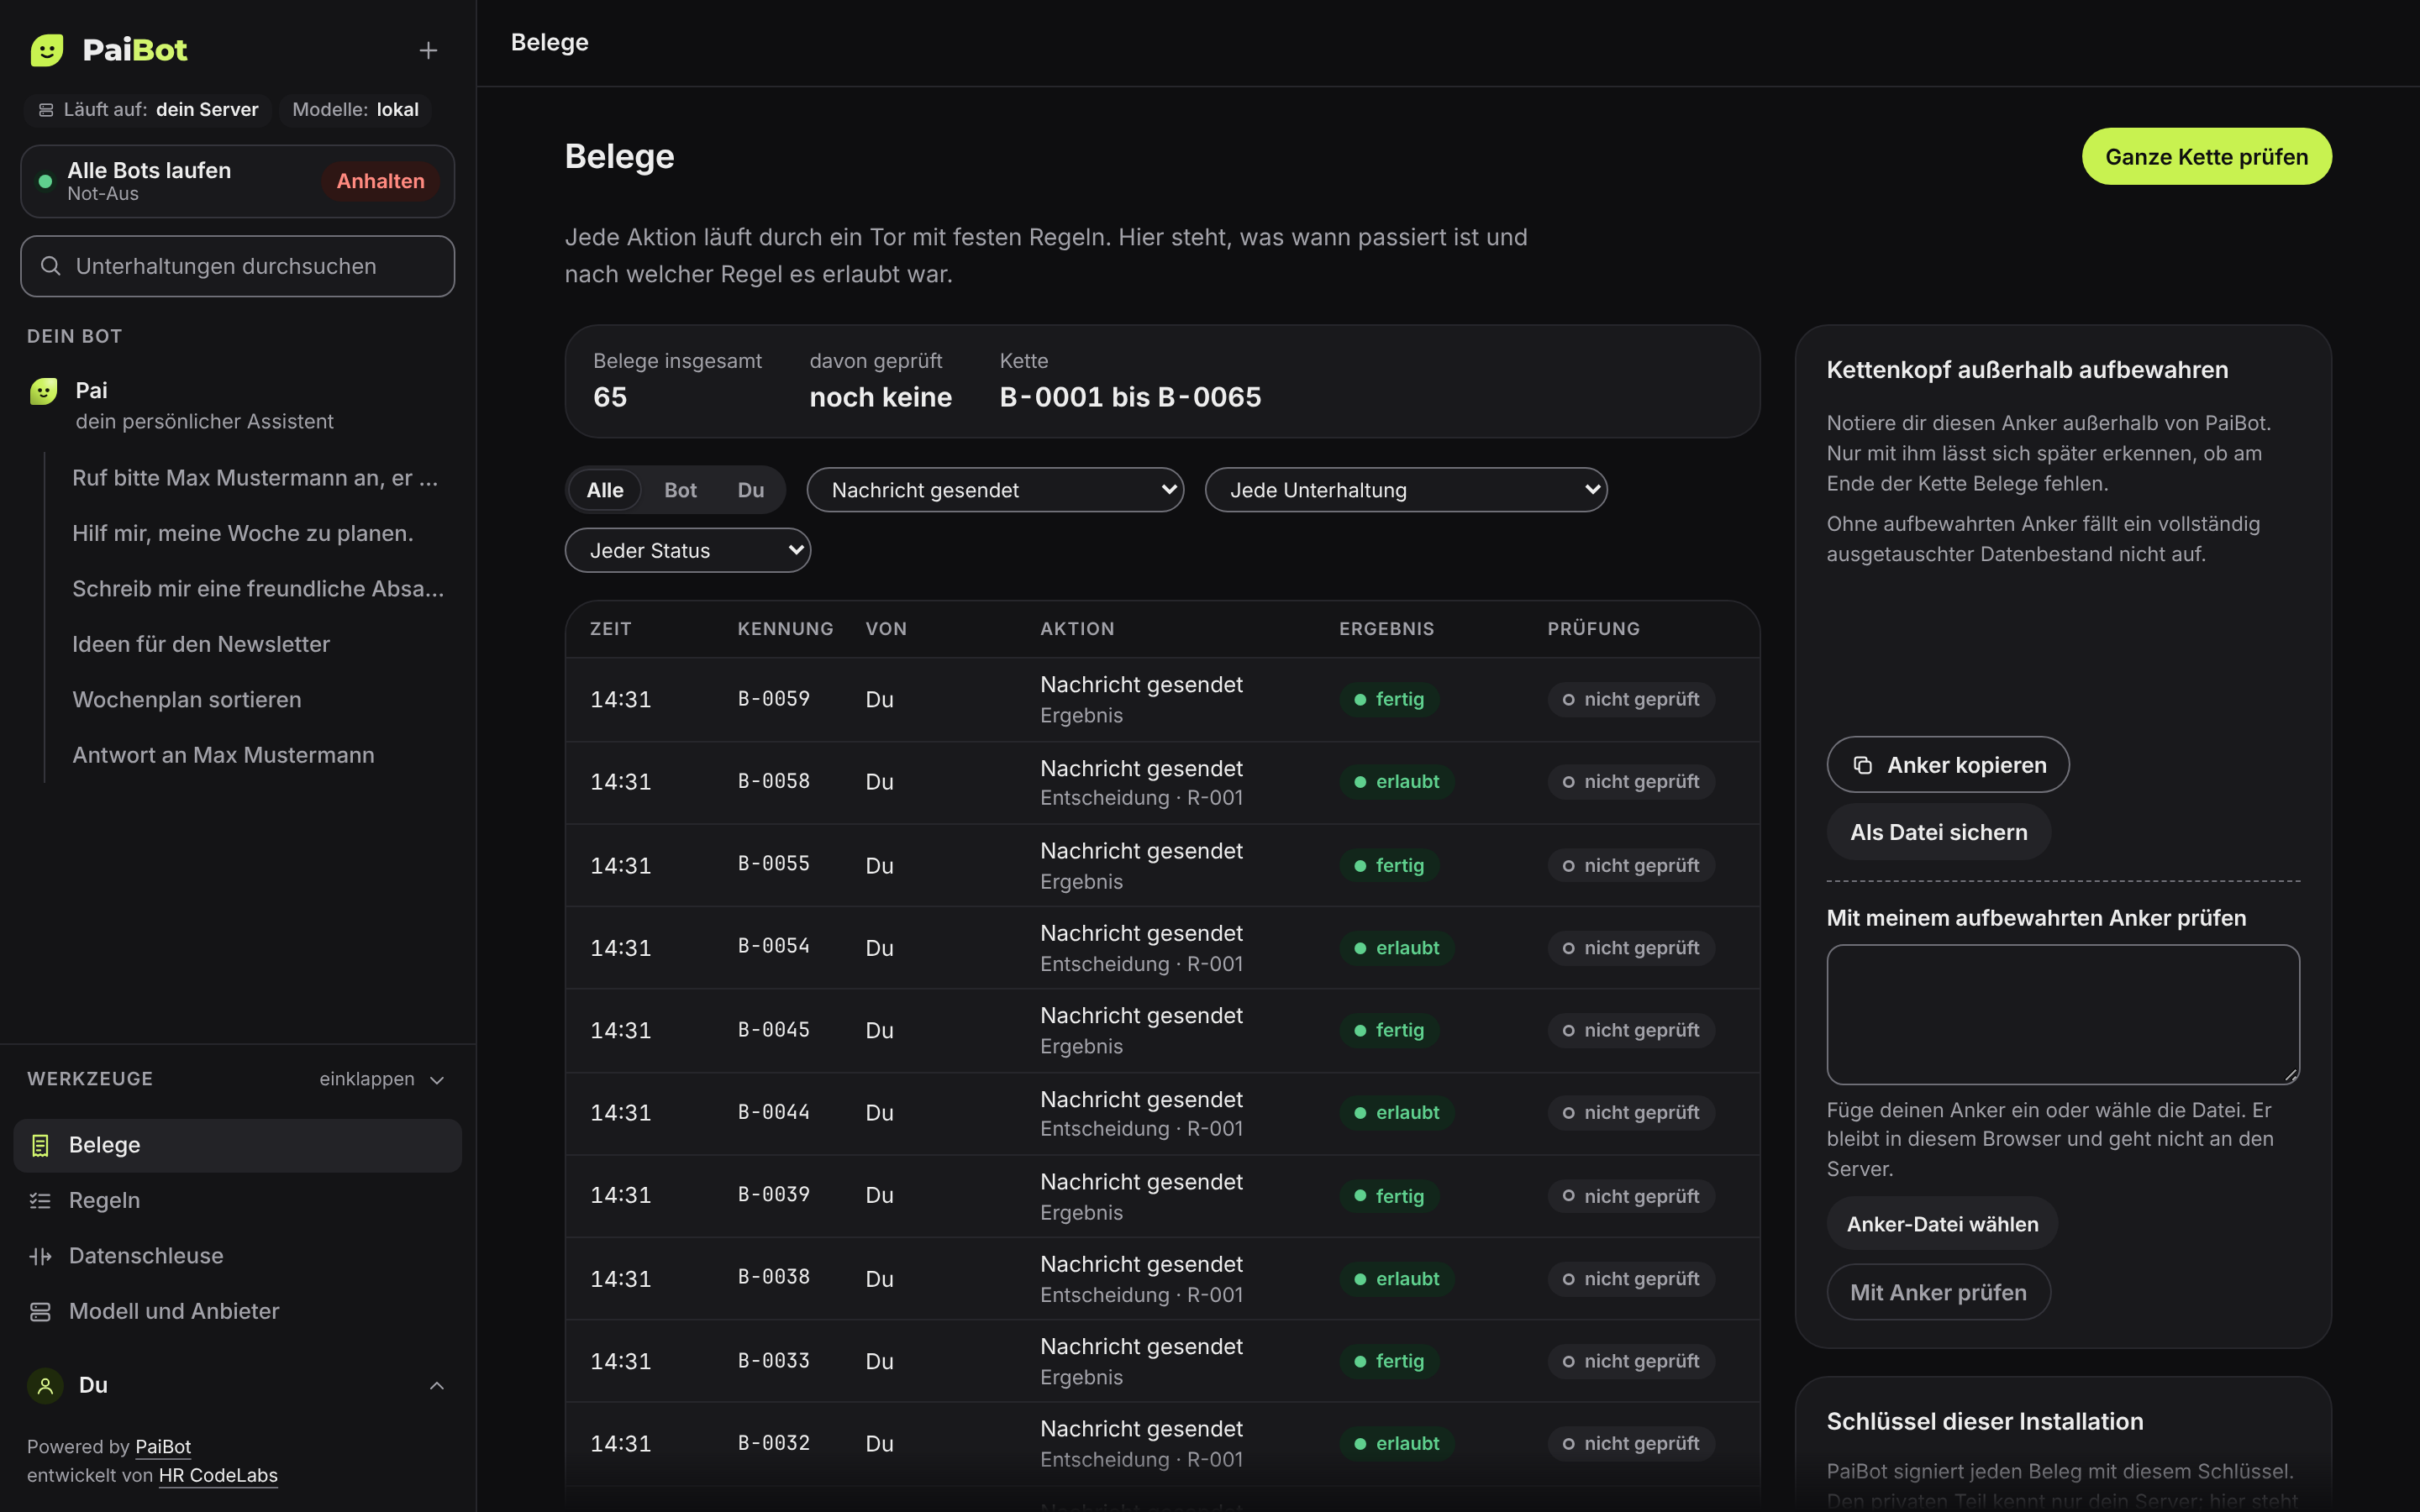 PaiBot
Läuft auf: dein Server
Modelle: lokal
Alle Bots laufen
Not-Aus
Anhalten
Unterhaltungen durchsuchen
DEIN BOT
Pai
dein persönlicher Assistent
Ruf bitte Max Mustermann an, er ...
Hilf mir, meine Woche zu planen.
Schreib mir eine freundliche Absa...
Ideen für den Newsletter
Wochenplan sortieren
Antwort an Max Mustermann
WERKZEUGE
einklappen
Belege
Regeln
Datenschleuse
Modell und Anbieter
Du
Powered by PaiBot
entwickelt von HR CodeLabs
Belege
Belege
Ganze Kette prüfen
Jede Aktion läuft durch ein Tor mit festen Regeln. Hier steht, was wann passiert ist und
nach welcher Regel es erlaubt war.
Belege insgesamt
65
davon geprüft
noch keine
Kette
B-0001 bis B-0065
Alle Bot Du
Nachricht gesendet
Jede Unterhaltung
Jeder Status
ZEIT KENNUNG VON AKTION ERGEBNIS PRÜFUNG
14:31 B-0059 Du Nachricht gesendet fertig nicht geprüft
Ergebnis
14:31 B-0058 Du Nachricht gesendet erlaubt nicht geprüft
Entscheidung · R-001
14:31 B-0055 Du Nachricht gesendet fertig nicht geprüft
Ergebnis
14:31 B-0054 Du Nachricht gesendet erlaubt nicht geprüft
Entscheidung · R-001
14:31 B-0045 Du Nachricht gesendet fertig nicht geprüft
Ergebnis
14:31 B-0044 Du Nachricht gesendet erlaubt nicht geprüft
Entscheidung · R-001
14:31 B-0039 Du Nachricht gesendet fertig nicht geprüft
Ergebnis
14:31 B-0038 Du Nachricht gesendet erlaubt nicht geprüft
Entscheidung · R-001
14:31 B-0033 Du Nachricht gesendet fertig nicht geprüft
Ergebnis
14:31 B-0032 Du Nachricht gesendet erlaubt nicht geprüft
Entscheidung · R-001
Kettenkopf außerhalb aufbewahren
Notiere dir diesen Anker außerhalb von PaiBot.
Nur mit ihm lässt sich später erkennen, ob am
Ende der Kette Belege fehlen.
Ohne aufbewahrten Anker fällt ein vollständig
ausgetauschter Datenbestand nicht auf.
Anker kopieren
Als Datei sichern
Mit meinem aufbewahrten Anker prüfen
Füge deinen Anker ein oder wähle die Datei. Er
bleibt in diesem Browser und geht nicht an den
Server.
Anker-Datei wählen
Mit Anker prüfen
Schlüssel dieser Installation
PaiBot signiert jeden Beleg mit diesem Schlüssel.
Den privaten Teil kennt nur dein Server; hier steht